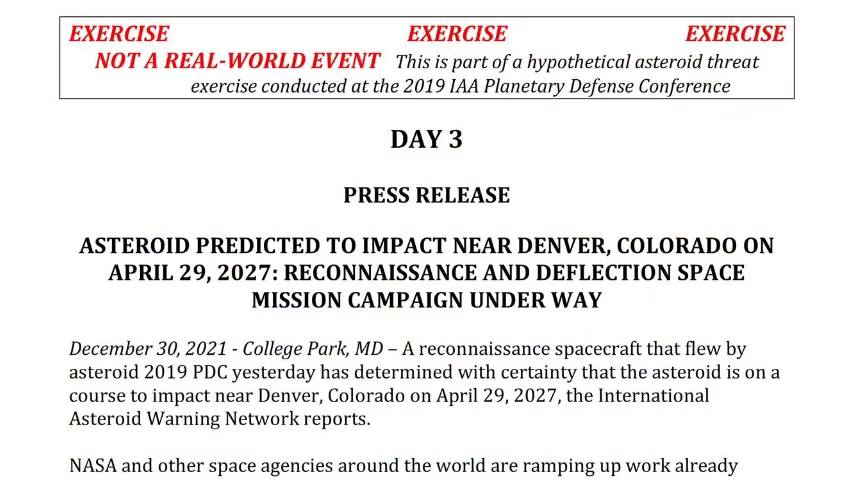 EXERCISE EXERCISE EXERCISE
NOT A REAL-WORLD EVENT This is part of a hypothetical asteroid threat
exercise conducted at the 2019 IAA Planetary Defense Conference
DAY 3
PRESS RELEASE
ASTEROID PREDICTED TO IMPACT NEAR DENVER, COLORADO ON
APRIL 29, 2027: RECONNAISSANCE AND DEFLECTION SPACE
MISSION CAMPAIGN UNDER WAY
December 30, 2021 - College Park, MD – A reconnaissance spacecraft that flew by
asteroid 2019 PDC yesterday has determined with certainty that the asteroid is on a
course to impact near Denver, Colorado on April 29, 2027, the International
Asteroid Warning Network reports.
NASA and other space agencies around the world are ramping up work already